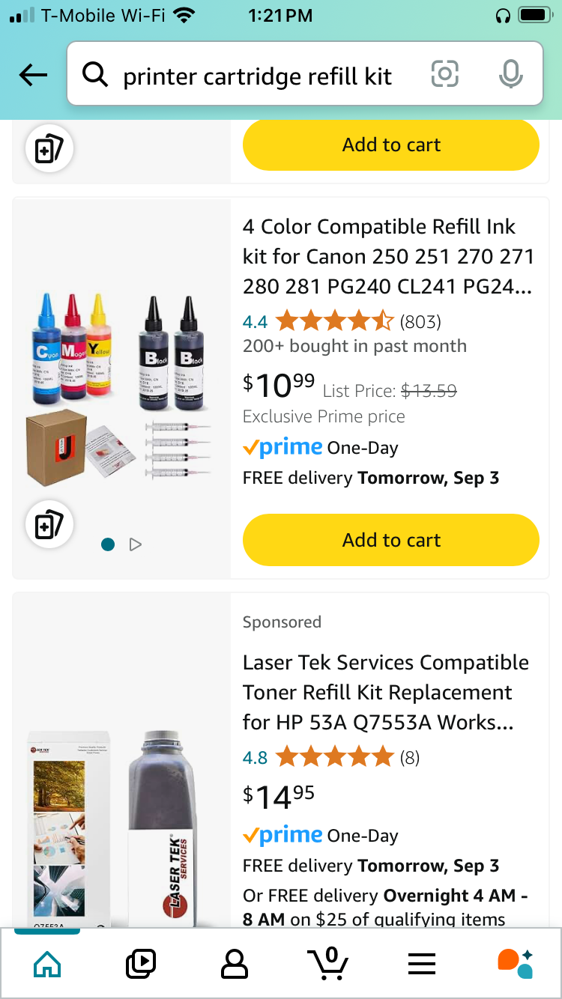 T-Mobile Wi-Fi 1:21 PM
printer cartridge refill kit
Add to cart
4 Color Compatible Refill Ink
kit for Canon 250 251 270 271
280 281 PG240 CL241 PG24...
4.4 (803)
200+ bought in past month
$10.99 List Price: $13.59
Exclusive Prime price
prime One-Day
FREE delivery Tomorrow, Sep 3
Add to cart
Cyan
Yellow
Black
Black
Sponsored
Laser Tek Services Compatible
Toner Refill Kit Replacement
for HP 53A Q7553A Works...
4.8 (8)
$14.95
prime One-Day
FREE delivery Tomorrow, Sep 3
Or FREE delivery Overnight 4 AM -
8 AM on $25 of qualifying items
LASER TEK
SERVICES
0